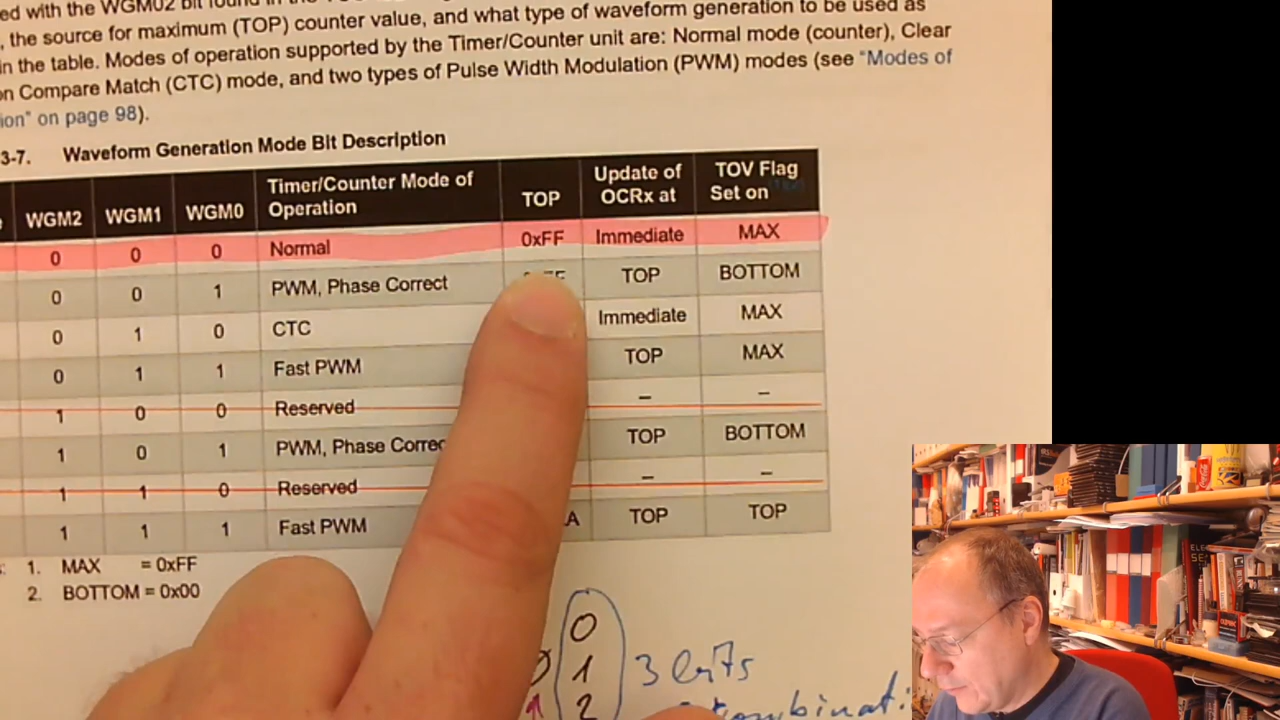 ed with the WGM02 bit found in the
, the source for maximum (TOP) counter value, and what type of waveform generation to be used as
in the table. Modes of operation supported by the Timer/Counter unit are: Normal mode (counter), Clear
on Compare Match (CTC) mode, and two types of Pulse Width Modulation (PWM) modes (see "Modes of
ion" on page 98).
3-7. Waveform Generation Mode Bit Description
WGM2 WGM1 WGM0 Timer/Counter Mode of Operation TOP Update of OCRx at TOV Flag Set on
0 0 0 Normal 0xFF Immediate MAX
0 0 1 PWM, Phase Correct TOP BOTTOM
0 1 0 CTC Immediate MAX
0 1 1 Fast PWM TOP MAX
1 0 0 Reserved – –
1 0 1 PWM, Phase Correc TOP BOTTOM
1 1 0 Reserved – –
1 1 1 Fast PWM A TOP TOP
1. MAX = 0xFF
2. BOTTOM = 0x00
0
1 3 bits
2 kombinati